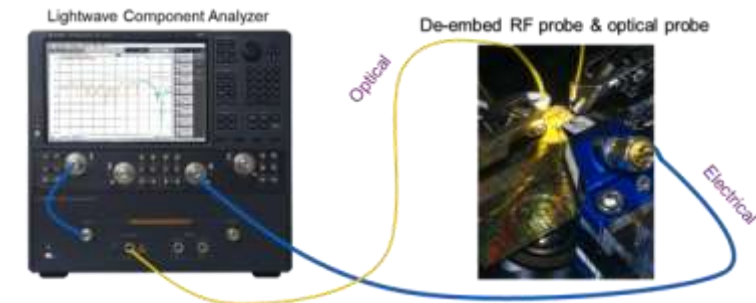 Lightwave Component Analyzer
De-embed RF probe & optical probe
Optical
Electrical